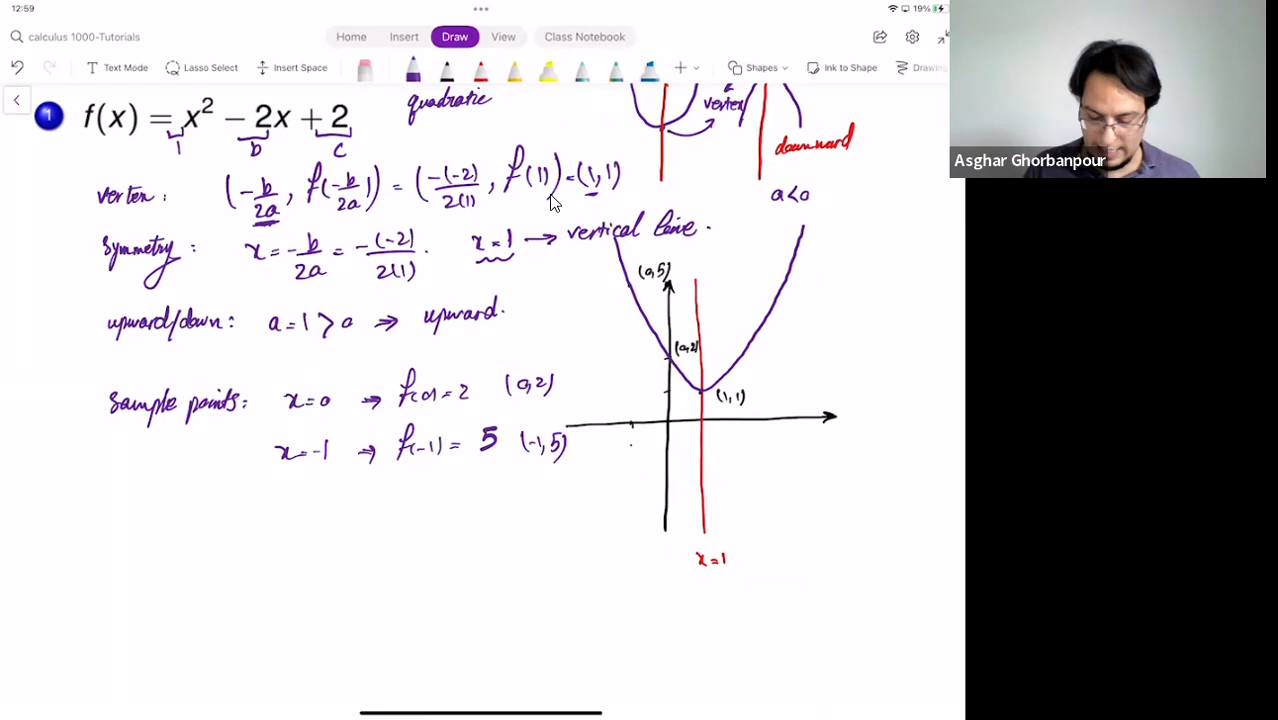 12:59
19%
calculus 1000-Tutorials
Home Insert Draw View Class Notebook
Text Mode Lasso Select Insert Space Shapes Ink to Shape Drawing
1 f(x) = x² − 2x + 2
1 b c
quadratic
vertex
downward
a<0
Asghar Ghorbanpour
vertex: (-b/2a, f(-b/2a)) = (-(-2)/2(1), f(1)) = (1,1)
symmetry: x = -b/2a = -(-2)/2(1). x=1 → vertical line.
upward/down: a=1>0 ⇒ upward.
Sample points: x=0 ⇒ f(0)=2 (0,2)
x=-1 ⇒ f(-1)= 5 (-1,5)
(0,5)
(0,2)
(1,1)
x=1